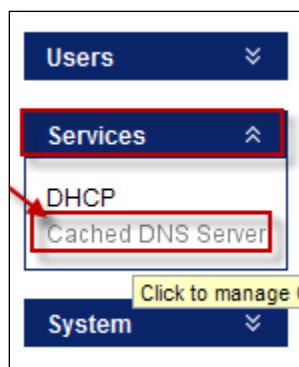 Users
Services
DHCP
Cached DNS Server
Click to manage
System